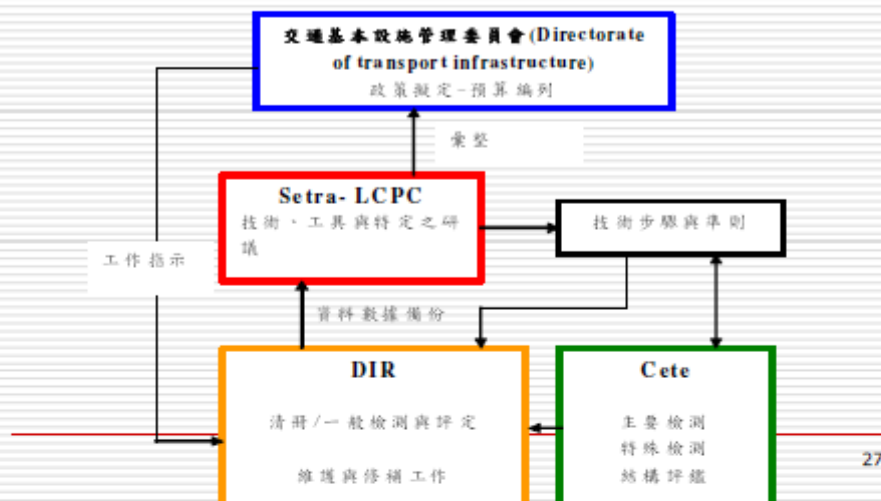 交通基本設施管理委員會(Directorate
of transport infrastructure)
政策擬定-預算編列
彙整
Setra- LCPC
技術、工具與特定之研
議
技術步驟與準則
工作指示
資料數據備份
DIR
清冊/一般檢測與評定
維護與修補工作
Cete
主要檢測
特殊檢測
結構評鑑
27